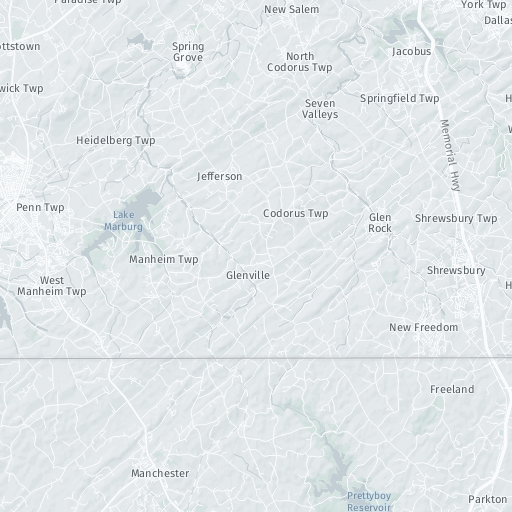 Paradise Twp
New Salem
York Twp
Dallas
ottstown
Spring
Grove
Jacobus
North
Codorus Twp
wick Twp
Seven
Valleys
Springfield Twp
H
Memorial Hwy
Heidelberg Twp
Jefferson
Penn Twp
Lake
Marburg
Codorus Twp
Glen
Rock
Shrewsbury Twp
Manheim Twp
Glenville
Shrewsbury
West
Manheim Twp
H
New Freedom
Freeland
Manchester
Prettyboy
Reservoir
Parkton